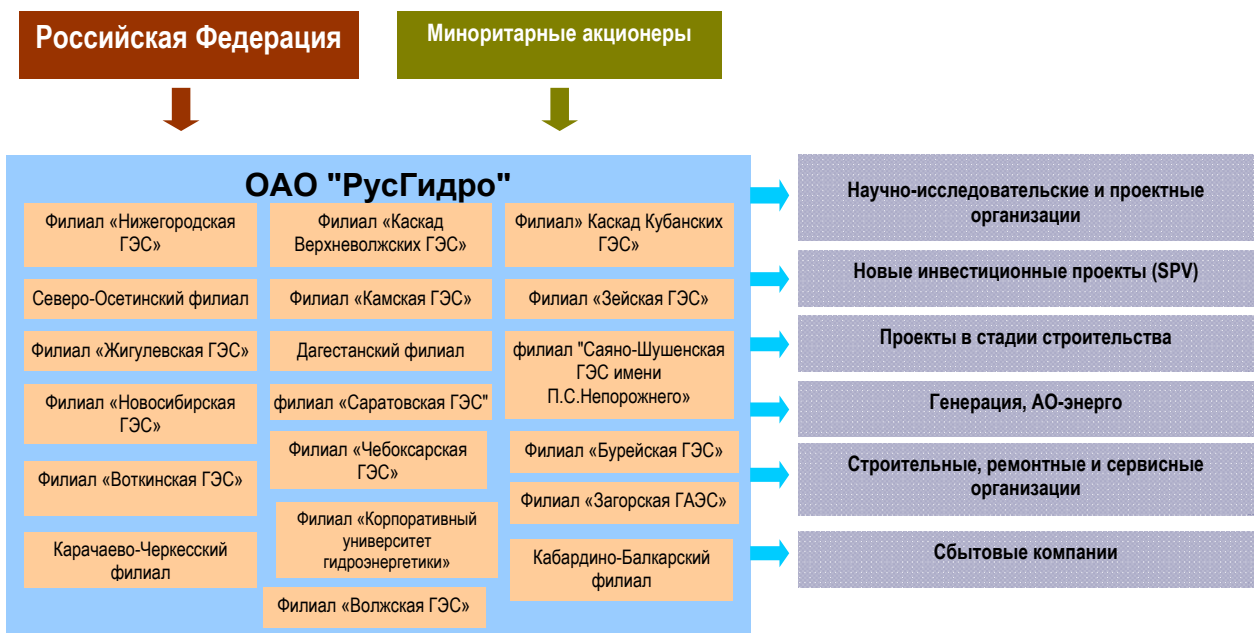 Российская Федерация
Миноритарные акционеры
ОАО "РусГидро"
Филиал «Нижегородская
ГЭС»
Северо-Осетинский филиал
Филиал «Жигулевская ГЭС»
Филиал «Новосибирская
ГЭС»
Филиал «Воткинская ГЭС»
Карачаево-Черкесский
филиал
Филиал «Каскад
Верхневолжских ГЭС»
Филиал «Камская ГЭС»
Дагестанский филиал
филиал «Саратовская ГЭС"
Филиал «Чебоксарская
ГЭС»
Филиал «Корпоративный
университет
гидроэнергетики»
Филиал «Волжская ГЭС»
Филиал» Каскад Кубанских
ГЭС»
Филиал «Зейская ГЭС»
филиал "Саяно-Шушенская
ГЭС имени
П.С.Непорожнего»
Филиал «Бурейская ГЭС»
Филиал «Загорская ГАЭС»
Кабардино-Балкарский
филиал
Научно-исследовательские и проектные
организации
Новые инвестиционные проекты (SPV)
Проекты в стадии строительства
Генерация, АО-энерго
Строительные, ремонтные и сервисные
организации
Сбытовые компании